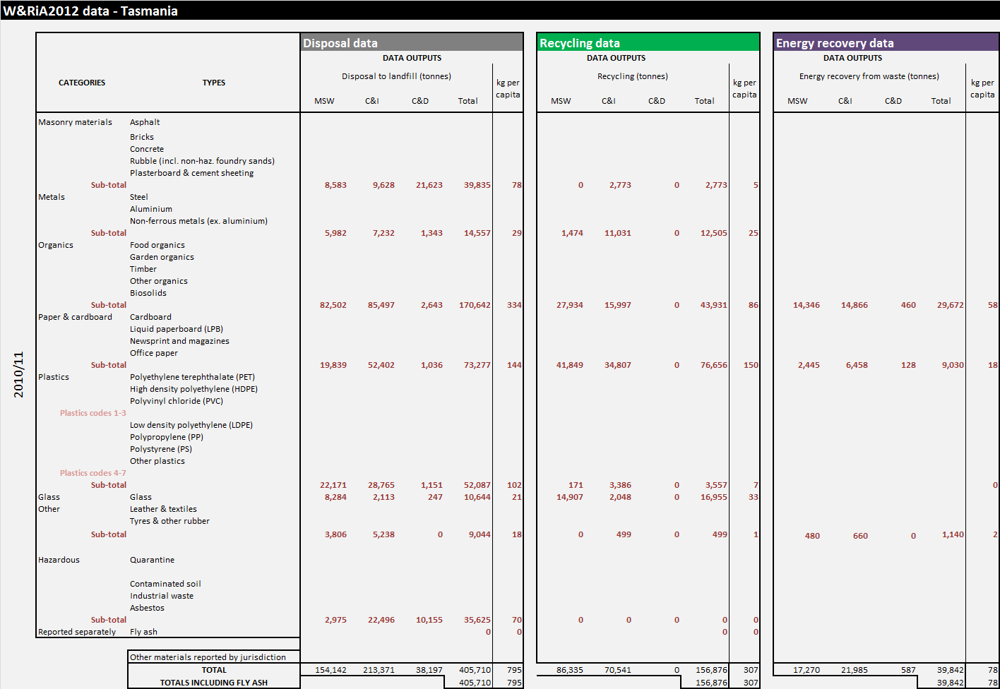 W&RiA2012 data - Tasmania
Disposal data Recycling data Energy recovery data
DATA OUTPUTS DATA OUTPUTS DATA OUTPUTS
CATEGORIES TYPES Disposal to landfill (tonnes) kg per capita Recycling (tonnes) kg per capita Energy recovery from waste (tonnes) kg per capita
MSW C&I C&D Total MSW C&I C&D Total MSW C&I C&D Total
Masonry materials Asphalt
Bricks
Concrete
Rubble (incl. non-haz. foundry sands)
Plasterboard & cement sheeting
Sub-total 8,583 9,628 21,623 39,835 78 0 2,773 0 2,773 5
Metals Steel
Aluminium
Non-ferrous metals (ex. aluminium)
Sub-total 5,982 7,232 1,343 14,557 29 1,474 11,031 0 12,505 25
Organics Food organics
Garden organics
Timber
Other organics
Biosolids
Sub-total 82,502 85,497 2,643 170,642 334 27,934 15,997 0 43,931 86 14,346 14,866 460 29,672 58
Paper & cardboard Cardboard
Liquid paperboard (LPB)
Newsprint and magazines
Office paper
2010/11
Sub-total 19,839 52,402 1,036 73,277 144 41,849 34,807 0 76,656 150 2,445 6,458 128 9,030 18
Plastics Polyethylene terephthalate (PET)
High density polyethylene (HDPE)
Polyvinyl chloride (PVC)
Plastics codes 1-3
Low density polyethylene (LDPE)
Polypropylene (PP)
Polystyrene (PS)
Other plastics
Plastics codes 4-7
Sub-total 22,171 28,765 1,151 52,087 102 171 3,386 0 3,557 7 0
Glass Glass 8,284 2,113 247 10,644 21 14,907 2,048 0 16,955 33
Other Leather & textiles
Tyres & other rubber
Sub-total 3,806 5,238 0 9,044 18 0 499 0 499 1 480 660 0 1,140 2
Hazardous Quarantine
Contaminated soil
Industrial waste
Asbestos
Sub-total 2,975 22,496 10,155 35,625 70 0 0 0 0 0
Reported separately Fly ash 0 0 0 0
Other materials reported by jurisdiction
TOTAL 154,142 213,371 38,197 405,710 795 86,335 70,541 0 156,876 307 17,270 21,985 587 39,842 78
TOTALS INCLUDING FLY ASH 405,710 795 156,876 307 39,842 78